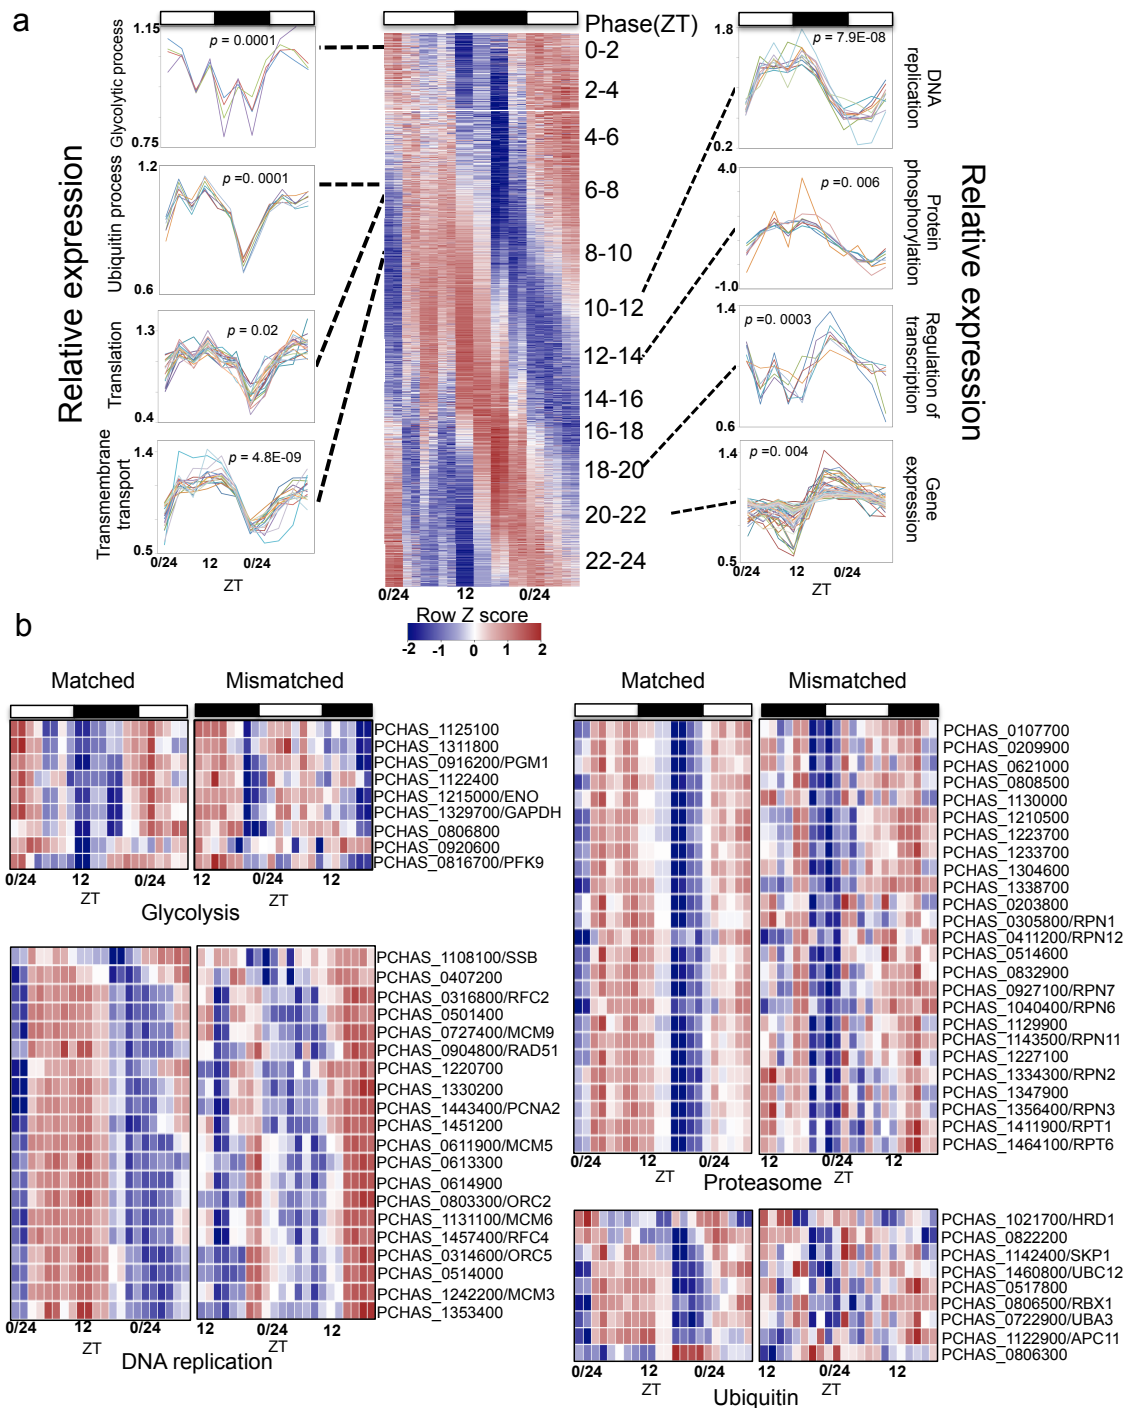 a
Relative expression
1.15
p = 0.0001
Glycolytic process
0.75
1.2
p =0. 0001
Ubiquitin process
0.6
1.3
p = 0.02
Translation
0.4
1.4
p = 4.8E-09
Transmembrane
transport
0.5
0/24 12 0/24
ZT
Phase(ZT)
0-2
2-4
4-6
6-8
8-10
10-12
12-14
14-16
16-18
18-20
20-22
22-24
0/24 12 0/24
Row Z score
-2 -1 0 1 2
1.8
p = 7.9E-08
DNA
replication
0.2
4.0
p =0. 006
Protein
phosphorylation
-1.0
1.4
p =0. 0003
Regulation of
transcription
0.6
1.4
p =0. 004
Gene
expression
0.5
0/24 12 0/24
ZT
Relative expression
b
Matched Mismatched
PCHAS_1125100
PCHAS_1311800
PCHAS_0916200/PGM1
PCHAS_1122400
PCHAS_1215000/ENO
PCHAS_1329700/GAPDH
PCHAS_0806800
PCHAS_0920600
PCHAS_0816700/PFK9
0/24 12 0/24 12 0/24 12
ZT ZT
Glycolysis
PCHAS_1108100/SSB
PCHAS_0407200
PCHAS_0316800/RFC2
PCHAS_0501400
PCHAS_0727400/MCM9
PCHAS_0904800/RAD51
PCHAS_1220700
PCHAS_1330200
PCHAS_1443400/PCNA2
PCHAS_1451200
PCHAS_0611900/MCM5
PCHAS_0613300
PCHAS_0614900
PCHAS_0803300/ORC2
PCHAS_1131100/MCM6
PCHAS_1457400/RFC4
PCHAS_0314600/ORC5
PCHAS_0514000
PCHAS_1242200/MCM3
PCHAS_1353400
0/24 12 0/24 12 0/24 12
ZT ZT
DNA replication
Matched Mismatched
PCHAS_0107700
PCHAS_0209900
PCHAS_0621000
PCHAS_0808500
PCHAS_1130000
PCHAS_1210500
PCHAS_1223700
PCHAS_1233700
PCHAS_1304600
PCHAS_1338700
PCHAS_0203800
PCHAS_0305800/RPN1
PCHAS_0411200/RPN12
PCHAS_0514600
PCHAS_0832900
PCHAS_0927100/RPN7
PCHAS_1040400/RPN6
PCHAS_1129900
PCHAS_1143500/RPN11
PCHAS_1227100
PCHAS_1334300/RPN2
PCHAS_1347900
PCHAS_1356400/RPN3
PCHAS_1411900/RPT1
PCHAS_1464100/RPT6
0/24 12 0/24 12 0/24 12
ZT ZT
Proteasome
PCHAS_1021700/HRD1
PCHAS_0822200
PCHAS_1142400/SKP1
PCHAS_1460800/UBC12
PCHAS_0517800
PCHAS_0806500/RBX1
PCHAS_0722900/UBA3
PCHAS_1122900/APC11
PCHAS_0806300
0/24 12 0/24 12 0/24 12
ZT ZT
Ubiquitin